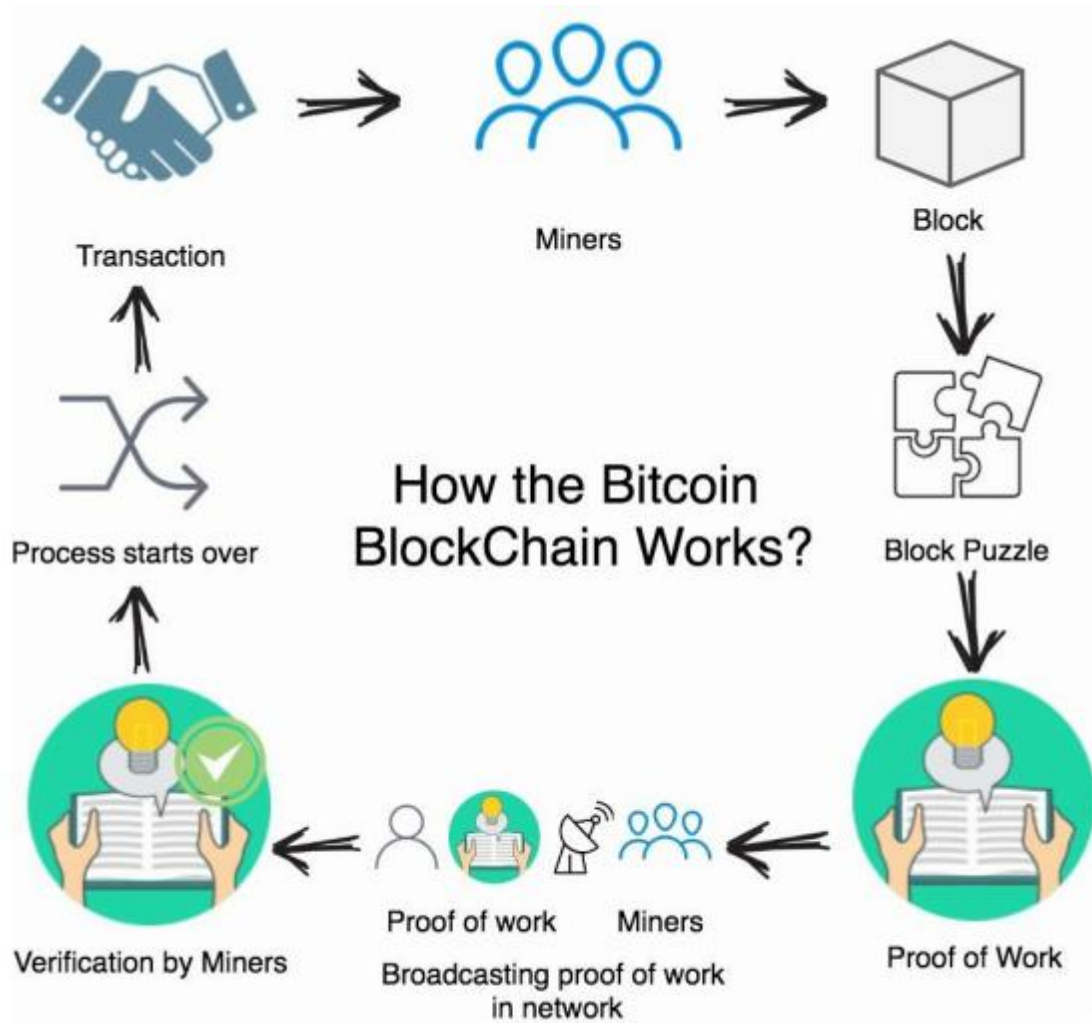 Transaction
Miners
Block
How the Bitcoin
BlockChain Works?
Process starts over
Block Puzzle
Verification by Miners
Proof of work
Miners
Broadcasting proof of work
in network
Proof of Work